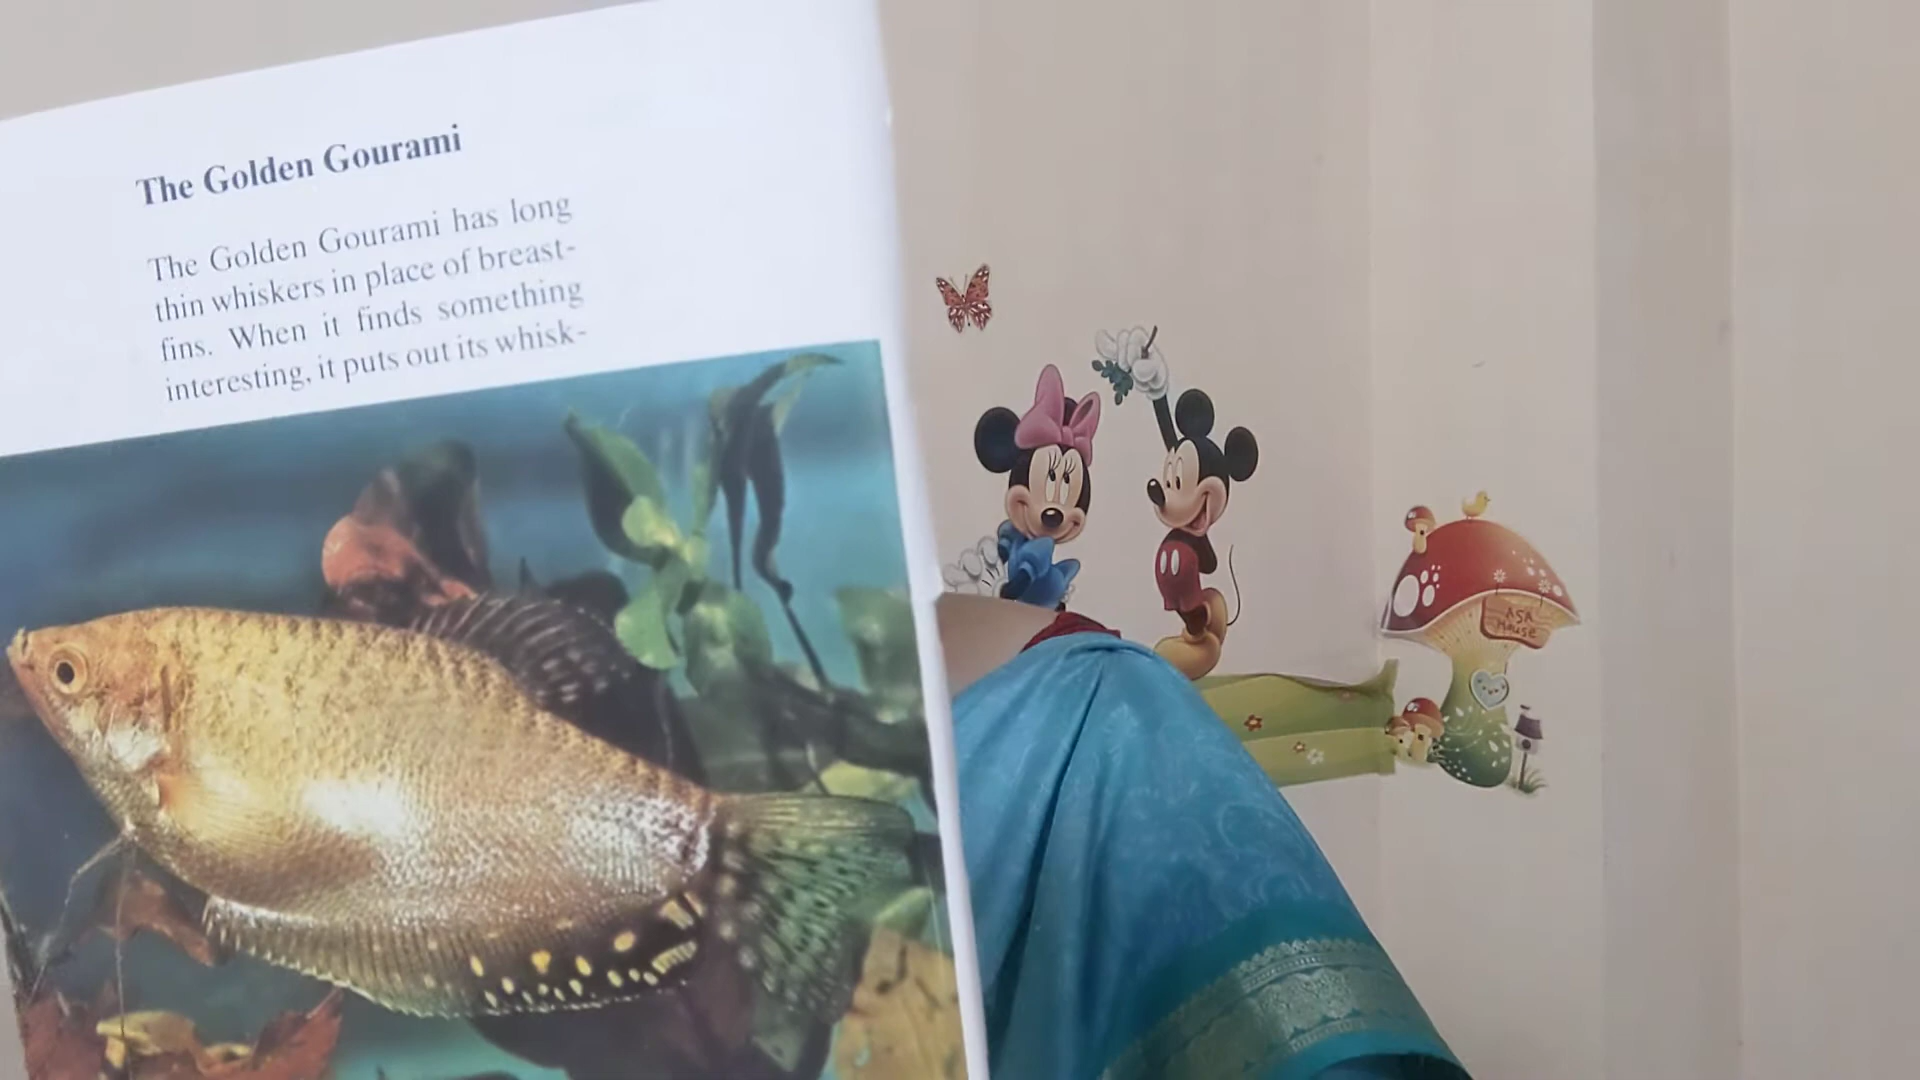 The Golden Gourami
The Golden Gourami has long
thin whiskers in place of breast-
fins. When it finds something
interesting, it puts out its whisk-
ASA
House